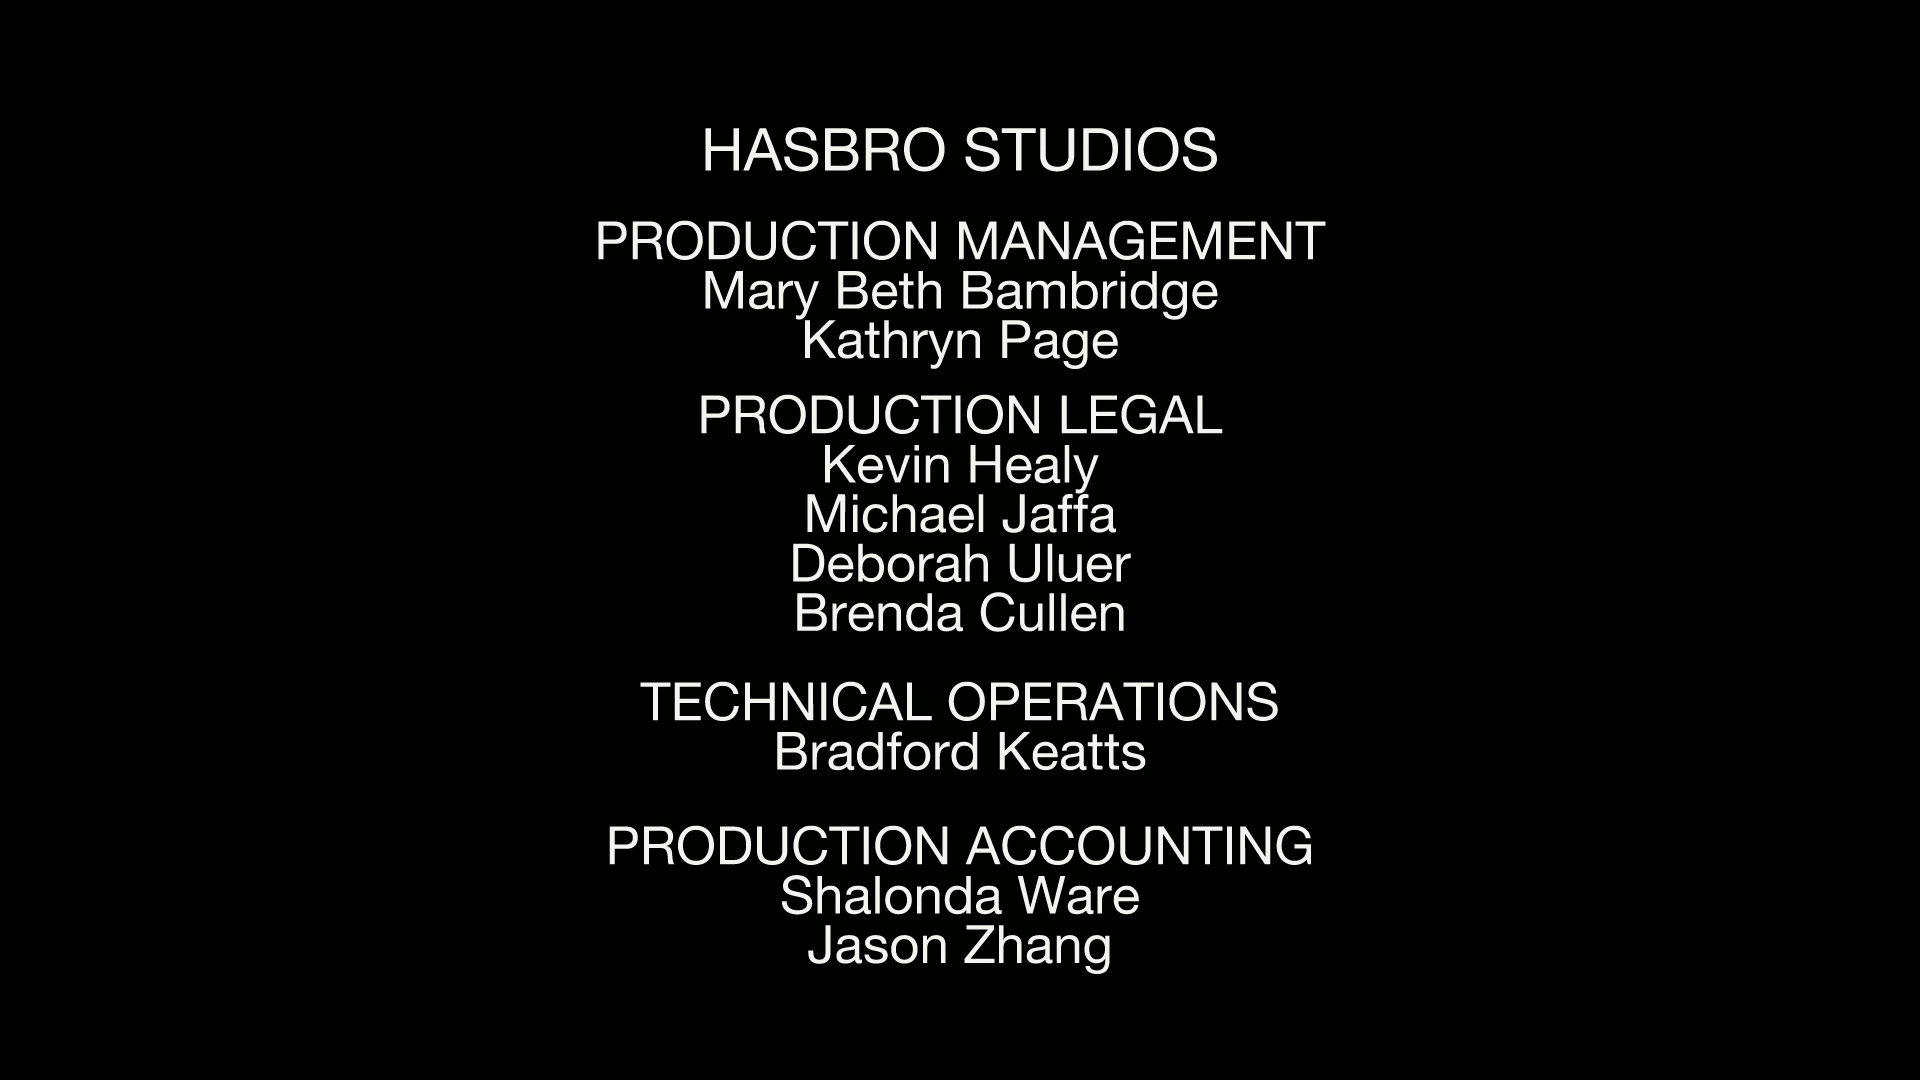 HASBRO STUDIOS
PRODUCTION MANAGEMENT
Mary Beth Bambridge
Kathryn Page
PRODUCTION LEGAL
Kevin Healy
Michael Jaffa
Deborah Uluer
Brenda Cullen
TECHNICAL OPERATIONS
Bradford Keatts
PRODUCTION ACCOUNTING
Shalonda Ware
Jason Zhang